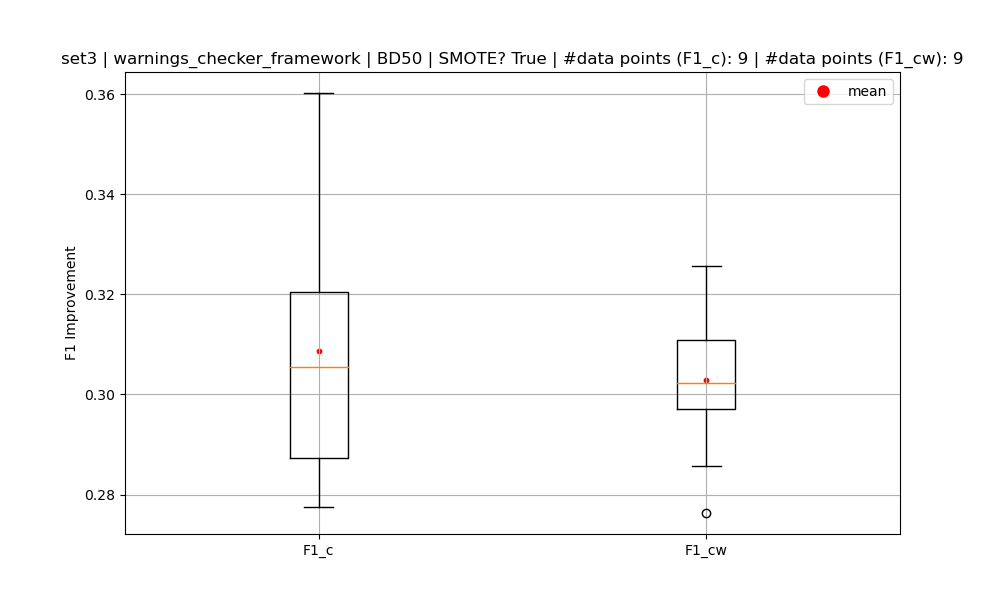 set3 | warnings_checker_framework | BD50 | SMOTE? True | #data points (F1_c): 9 | #data points (F1_cw): 9
mean
0.36
0.34
0.32
0.30
0.28
F1 Improvement
F1_c
F1_cw